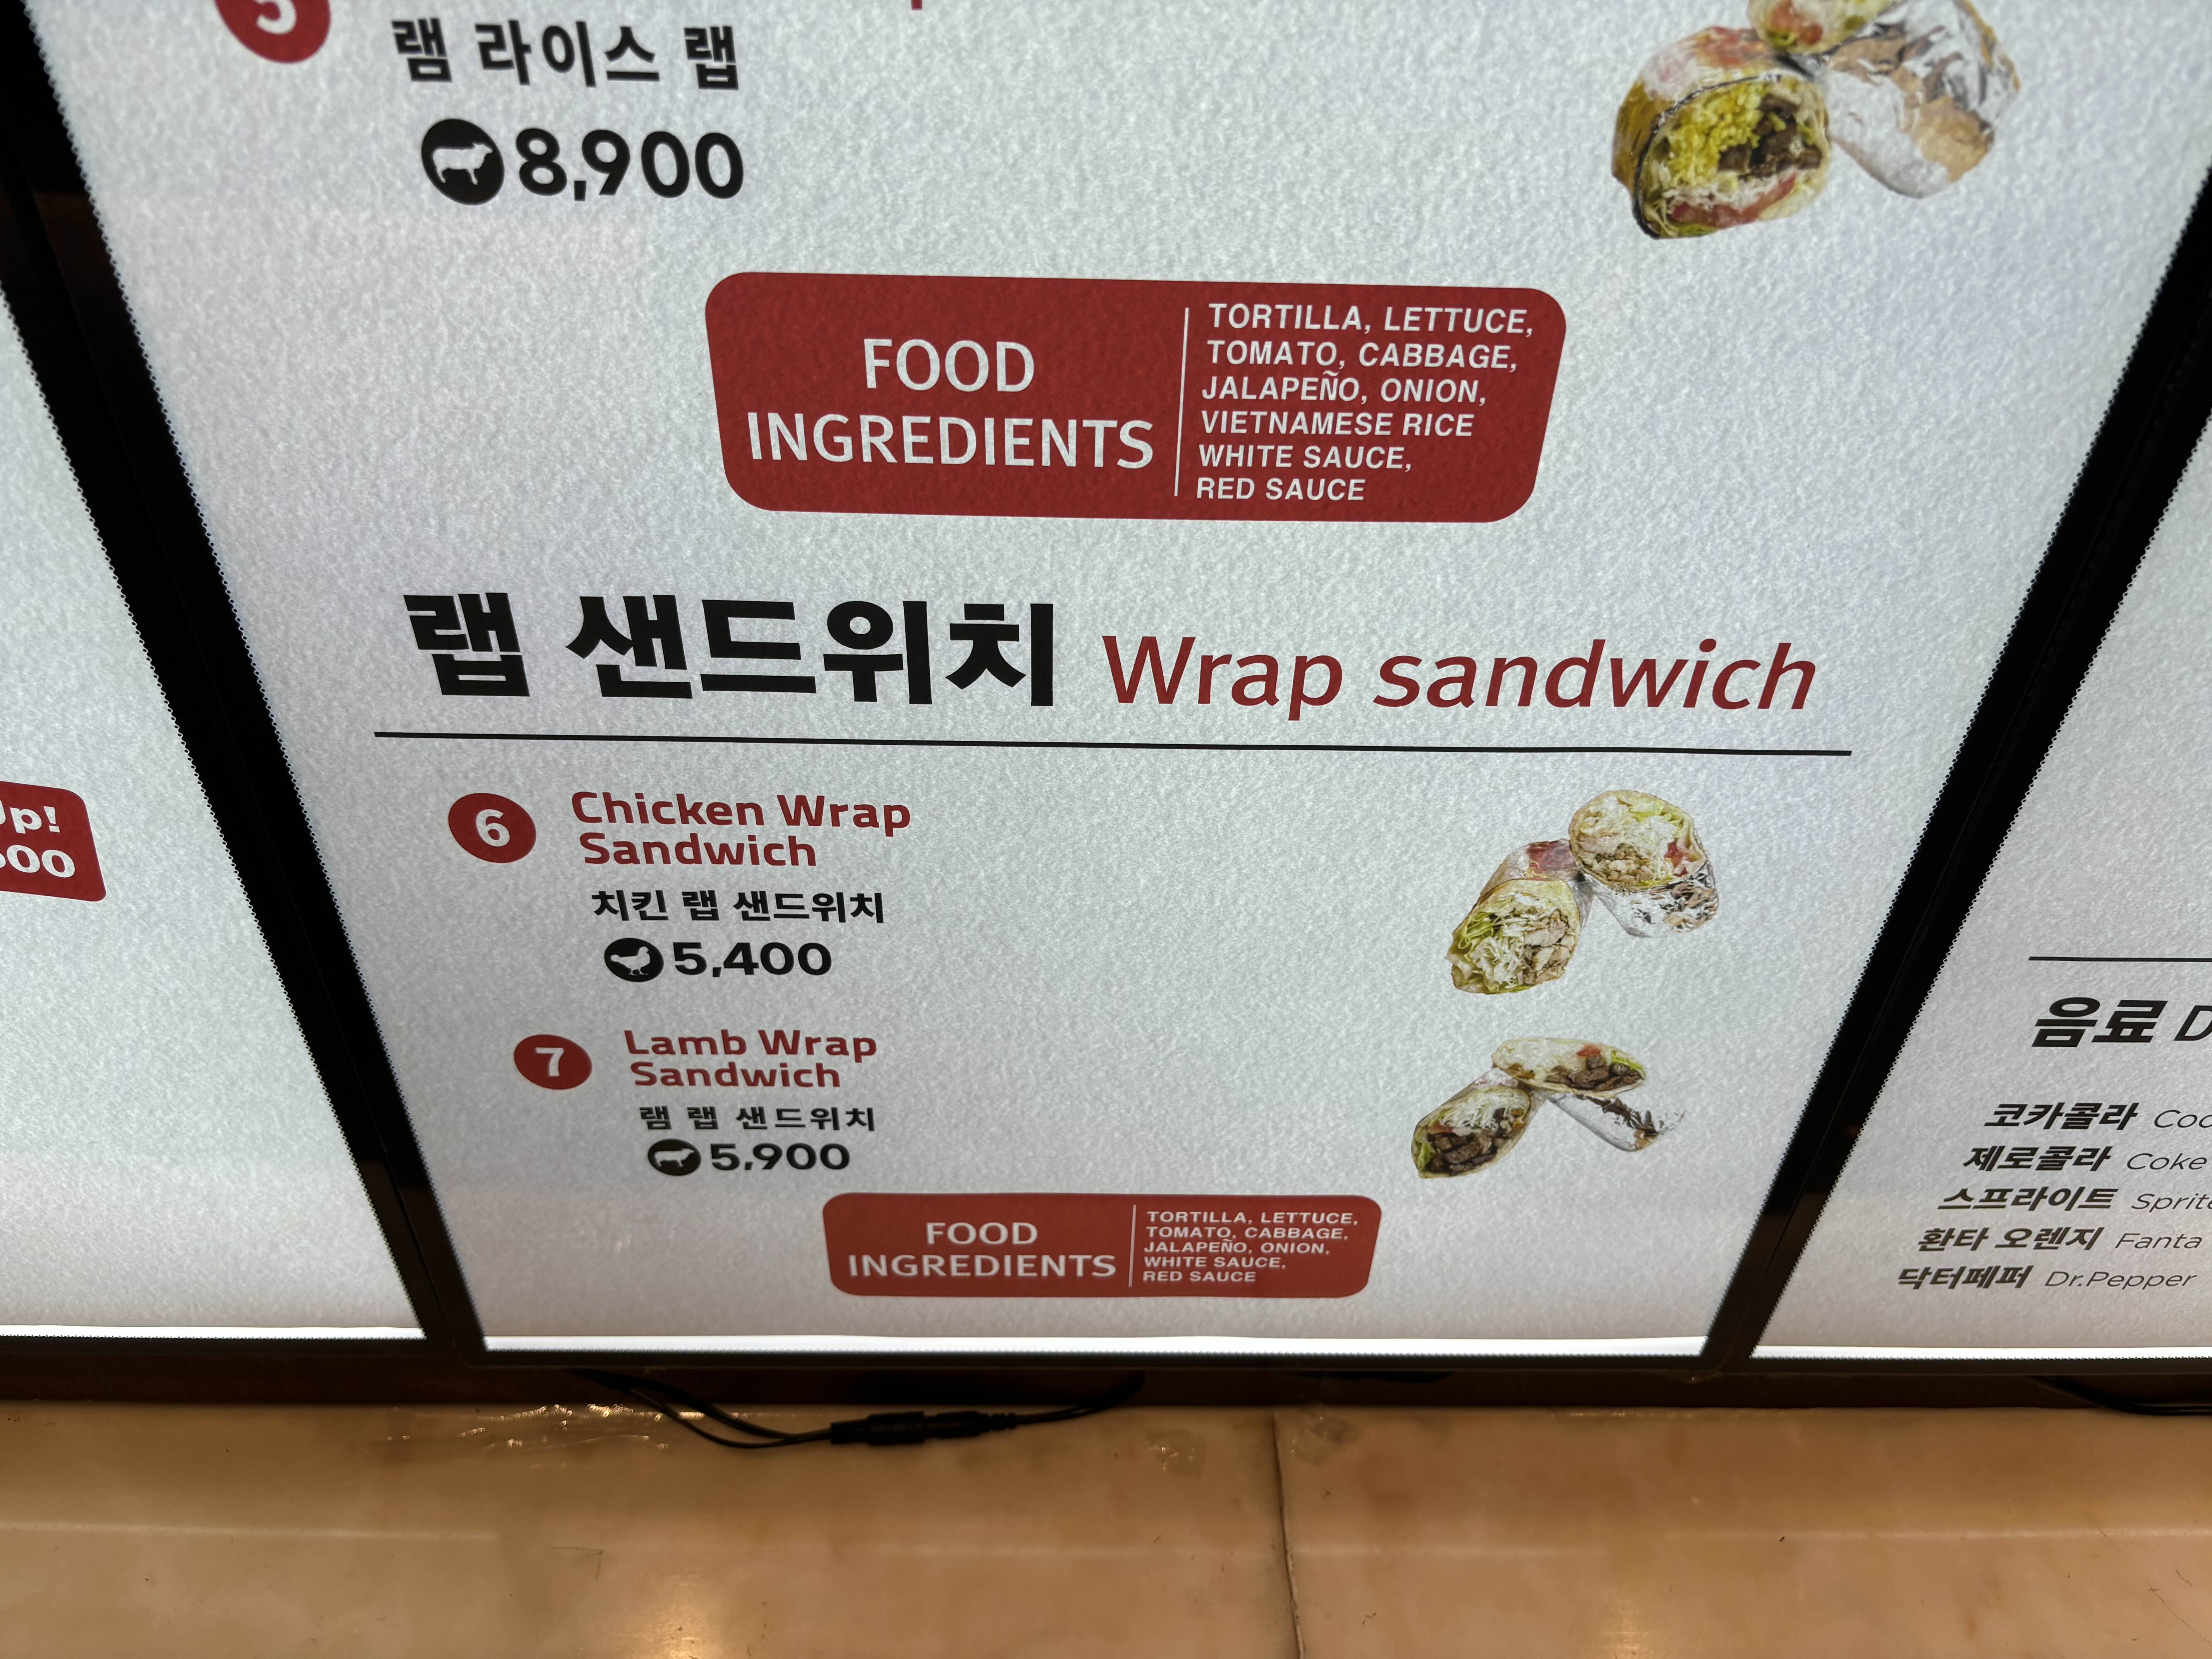 5
램 라이스 랩
8,900
FOOD
INGREDIENTS
TORTILLA, LETTUCE,
TOMATO, CABBAGE,
JALAPEÑO, ONION,
VIETNAMESE RICE
WHITE SAUCE,
RED SAUCE
랩 샌드위치 Wrap sandwich
6 Chicken Wrap
Sandwich
치킨 랩 샌드위치
5,400
7 Lamb Wrap
Sandwich
램 랩 샌드위치
5,900
FOOD
INGREDIENTS
TORTILLA, LETTUCE,
TOMATO, CABBAGE,
JALAPEÑO, ONION,
WHITE SAUCE,
RED SAUCE
음료
코카콜라
제로콜라 Coke
스프라이트
환타 오렌지 Fanta
닥터페퍼 Dr.Pepper